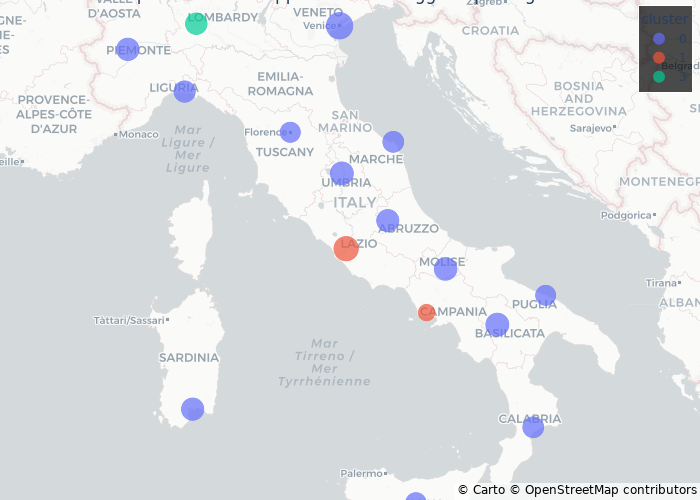 VALLE
D'AOSTA
LOMBARDY
VENETO
Venice
Zagreb
CROATIA
cluster
0
1
Belgrade
PIEMONTE
LIGURIA
EMILIA-
ROMAGNA
BOSNIA
AND
HERZEGOVINA
PROVENCE-
ALPES-CÔTE
D'AZUR
Monaco
Mar
Ligure /
Mer
Ligure
Florence
TUSCANY
SAN
MARINO
MARCHE
Sarajevo
UMBRIA
MONTENEGR
ITALY
Podgorica
ABRUZZO
LAZIO
MOLISE
Tirana
ALBAN
Tàttari/Sassari
CAMPANIA
PUGLIA
BASILICATA
SARDINIA
Mar
Tirreno /
Mer
Tyrrhénienne
CALABRIA
Palermo
© Carto © OpenStreetMap contributors